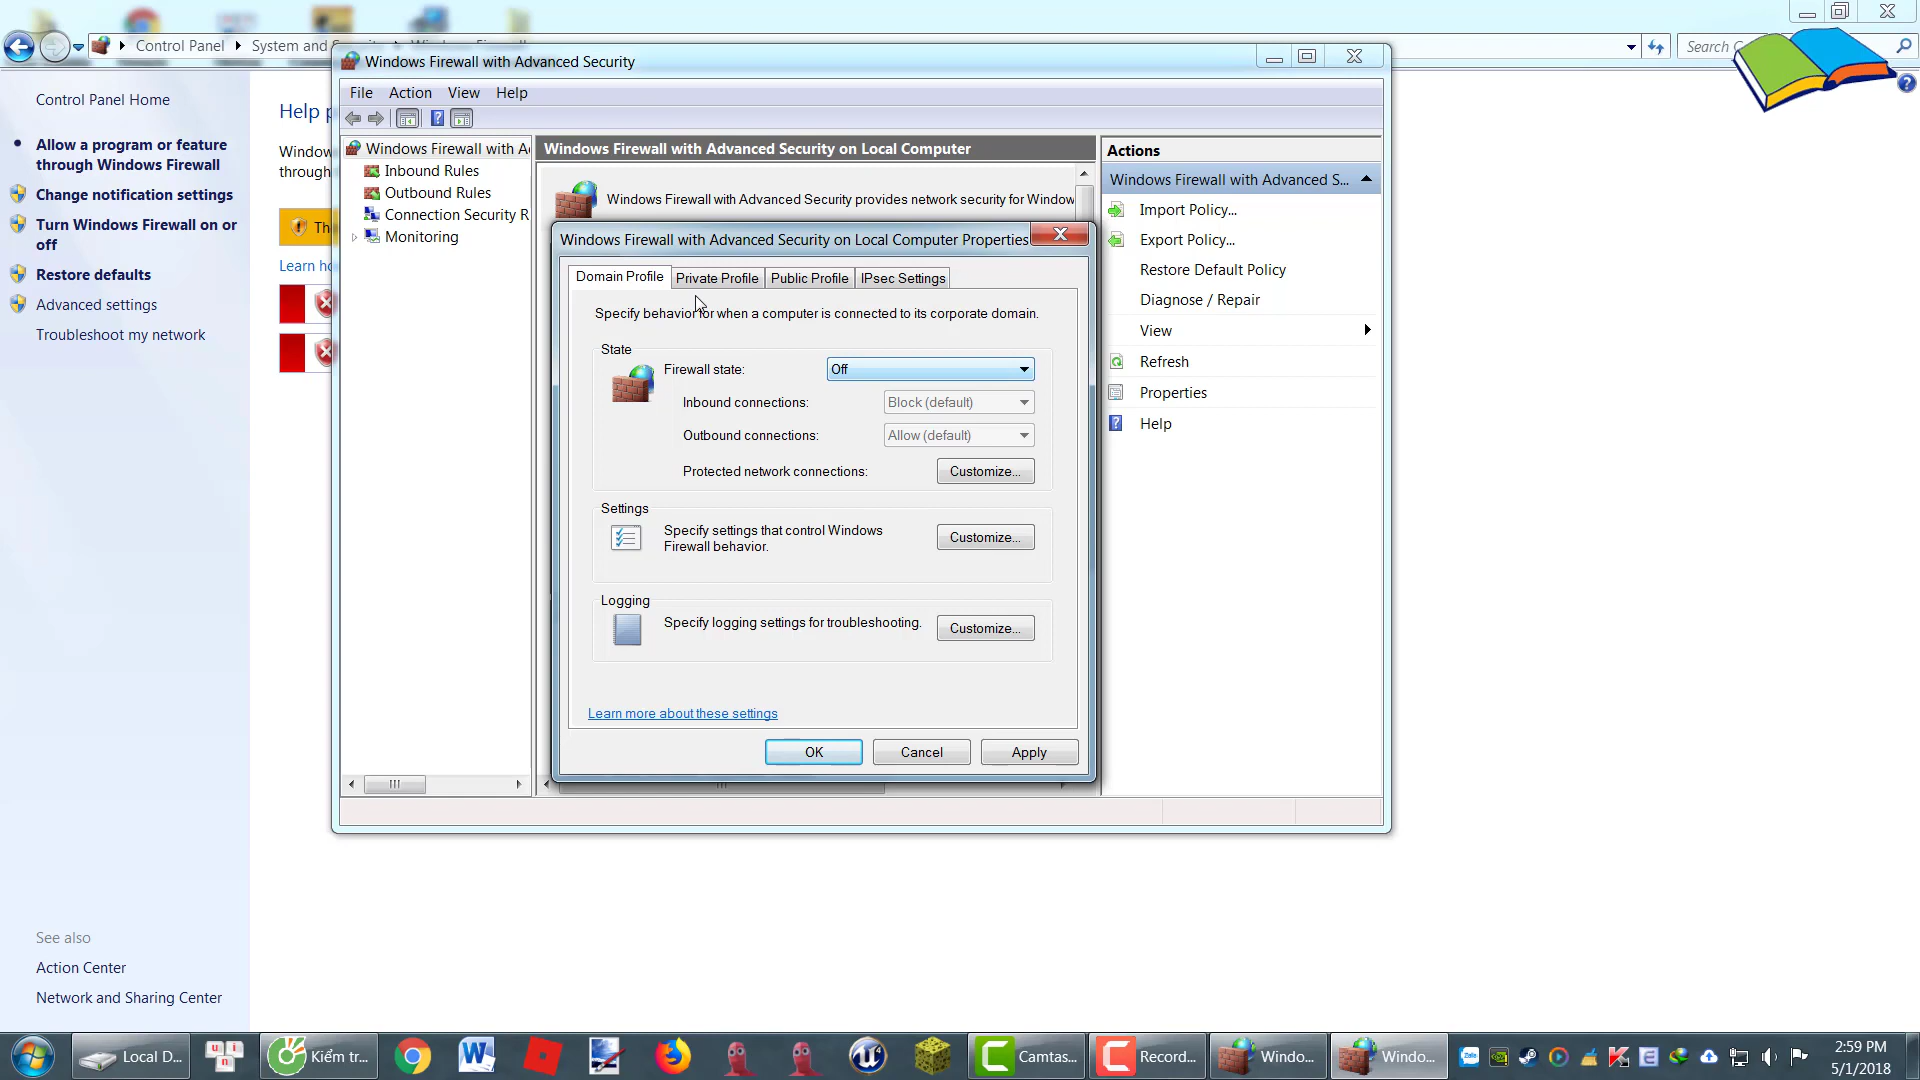 Control Panel
System and
Search C
Control Panel Home
Allow a program or feature
through Windows Firewall
Change notification settings
Turn Windows Firewall on or
off
Restore defaults
Advanced settings
Troubleshoot my network
See also
Action Center
Network and Sharing Center
Help p
Window
through
Th
Learn ho
Windows Firewall with Advanced Security
File
Action
View
Help
Windows Firewall with A
Inbound Rules
Outbound Rules
Connection Security R
Monitoring
Windows Firewall with Advanced Security on Local Computer
Windows Firewall with Advanced Security provides network security for Window
Actions
Windows Firewall with Advanced S...
Import Policy...
Export Policy...
Restore Default Policy
Diagnose / Repair
View
Refresh
Properties
Help
Windows Firewall with Advanced Security on Local Computer Properties
Domain Profile
Private Profile
Public Profile
IPsec Settings
Specify behavior for when a computer is connected to its corporate domain.
State
Firewall state:
Off
Inbound connections:
Block (default)
Outbound connections:
Allow (default)
Protected network connections:
Customize...
Settings
Specify settings that control Windows
Firewall behavior.
Customize...
Logging
Specify logging settings for troubleshooting.
Customize...
Learn more about these settings
OK
Cancel
Apply
Local D...
u n i
Kiểm tr...
Camtas...
Record...
Windo...
Windo...
Zalo
2:59 PM
5/1/2018